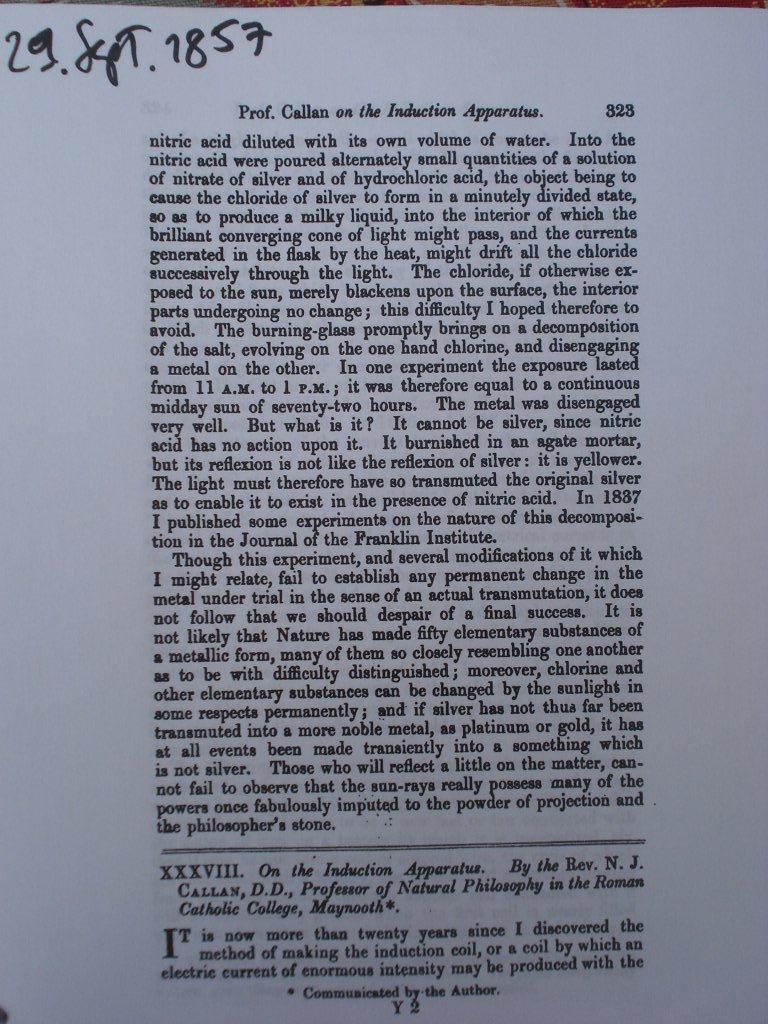 29. Sept. 1857
Prof. Callan on the Induction Apparatus. 323
nitric acid diluted with its own volume of water. Into the
nitric acid were poured alternately small quantities of a solution
of nitrate of silver and of hydrochloric acid, the object being to
cause the chloride of silver to form in a minutely divided state,
so as to produce a milky liquid, into the interior of which the
brilliant converging cone of light might pass, and the currents
generated in the flask by the heat, might drift all the chloride
successively through the light. The chloride, if otherwise ex-
posed to the sun, merely blackens upon the surface, the interior
parts undergoing no change; this difficulty I hoped therefore to
avoid. The burning-glass promptly brings on a decomposition
of the salt, evolving on the one hand chlorine, and disengaging
a metal on the other. In one experiment the exposure lasted
from 11 A.M. to 1 P.M.; it was therefore equal to a continuous
midday sun of seventy-two hours. The metal was disengaged
very well. But what is it? It cannot be silver, since nitric
acid has no action upon it. It burnished in an agate mortar,
but its reflexion is not like the reflexion of silver: it is yellower.
The light must therefore have so transmuted the original silver
as to enable it to exist in the presence of nitric acid. In 1837
I published some experiments on the nature of this decomposi-
tion in the Journal of the Franklin Institute.
Though this experiment, and several modifications of it which
I might relate, fail to establish any permanent change in the
metal under trial in the sense of an actual transmutation, it does
not follow that we should despair of a final success. It is
not likely that Nature has made fifty elementary substances of
a metallic form, many of them so closely resembling one another
as to be with difficulty distinguished; moreover, chlorine and
other elementary substances can be changed by the sunlight in
some respects permanently; and if silver has not thus far been
transmuted into a more noble metal, as platinum or gold, it has
at all events been made transiently into a something which
is not silver. Those who will reflect a little on the matter, can-
not fail to observe that the sun-rays really possess many of the
powers once fabulously imputed to the powder of projection and
the philosopher's stone.
XXXVIII. On the Induction Apparatus. By the Rev. N. J.
CALLAN, D.D., Professor of Natural Philosophy in the Roman
Catholic College, Maynooth*.
IT is now more than twenty years since I discovered the
method of making the induction coil, or a coil by which an
electric current of enormous intensity may be produced with the
* Communicated by the Author.
Y 2